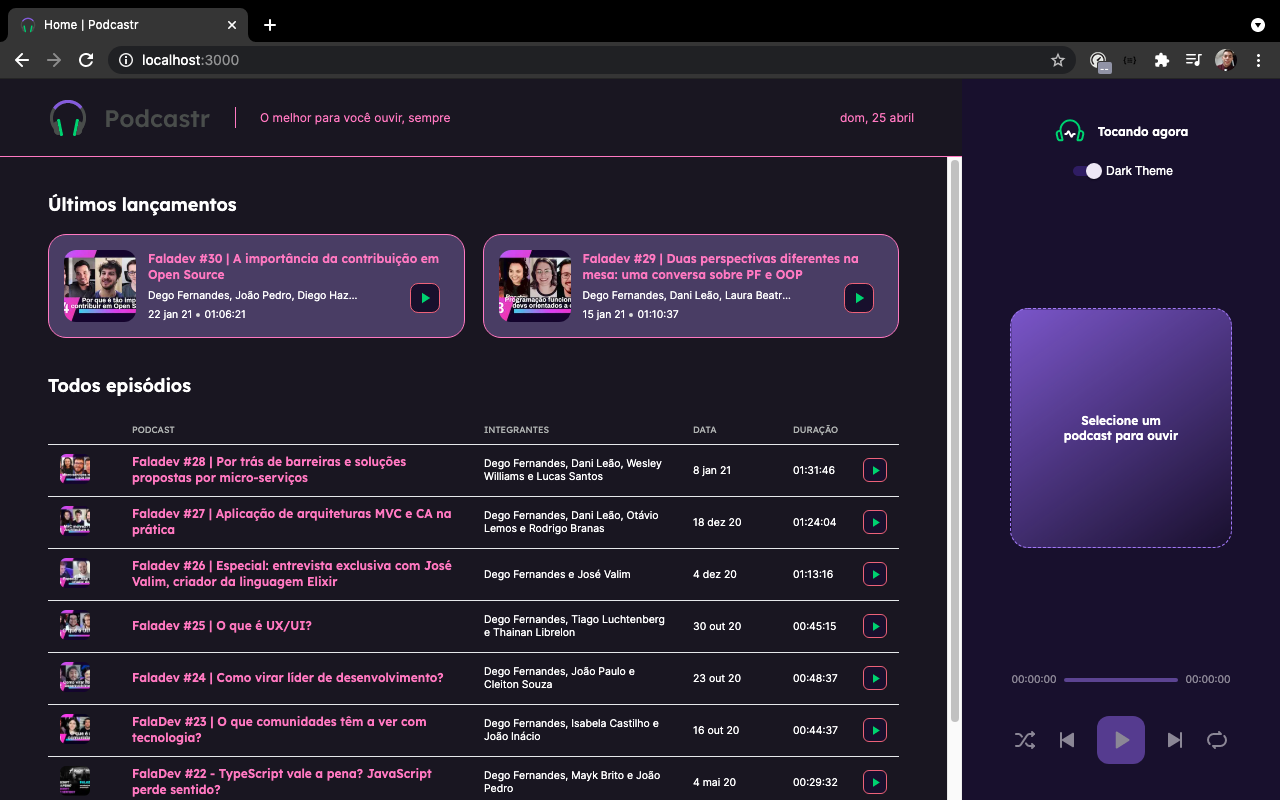 Home | Podcastr
localhost:3000
Podcastr
O melhor para você ouvir, sempre
dom, 25 abril
Tocando agora
Dark Theme
Últimos lançamentos
Faladev #30 | A importância da contribuição em
Open Source
Dego Fernandes, João Pedro, Diego Haz...
22 jan 21 • 01:06:21
Faladev #29 | Duas perspectivas diferentes na
mesa: uma conversa sobre PF e OOP
Dego Fernandes, Dani Leão, Laura Beatr...
15 jan 21 • 01:10:37
Selecione um
podcast para ouvir
Todos episódios
PODCAST INTEGRANTES DATA DURAÇÃO
Faladev #28 | Por trás de barreiras e soluções
propostas por micro-serviços
Dego Fernandes, Dani Leão, Wesley
Williams e Lucas Santos
8 jan 21
01:31:46
Faladev #27 | Aplicação de arquiteturas MVC e CA na
prática
Dego Fernandes, Dani Leão, Otávio
Lemos e Rodrigo Branas
18 dez 20
01:24:04
Faladev #26 | Especial: entrevista exclusiva com José
Valim, criador da linguagem Elixir
Dego Fernandes e José Valim
4 dez 20
01:13:16
Faladev #25 | O que é UX/UI?
Dego Fernandes, Tiago Luchtenberg
e Thainan Librelon
30 out 20
00:45:15
Faladev #24 | Como virar líder de desenvolvimento?
Dego Fernandes, João Paulo e
Cleiton Souza
23 out 20
00:48:37
FalaDev #23 | O que comunidades têm a ver com
tecnologia?
Dego Fernandes, Isabela Castilho e
João Inácio
16 out 20
00:44:37
FalaDev #22 - TypeScript vale a pena? JavaScript
perde sentido?
Dego Fernandes, Mayk Brito e João
Pedro
4 mai 20
00:29:32
00:00:00
00:00:00